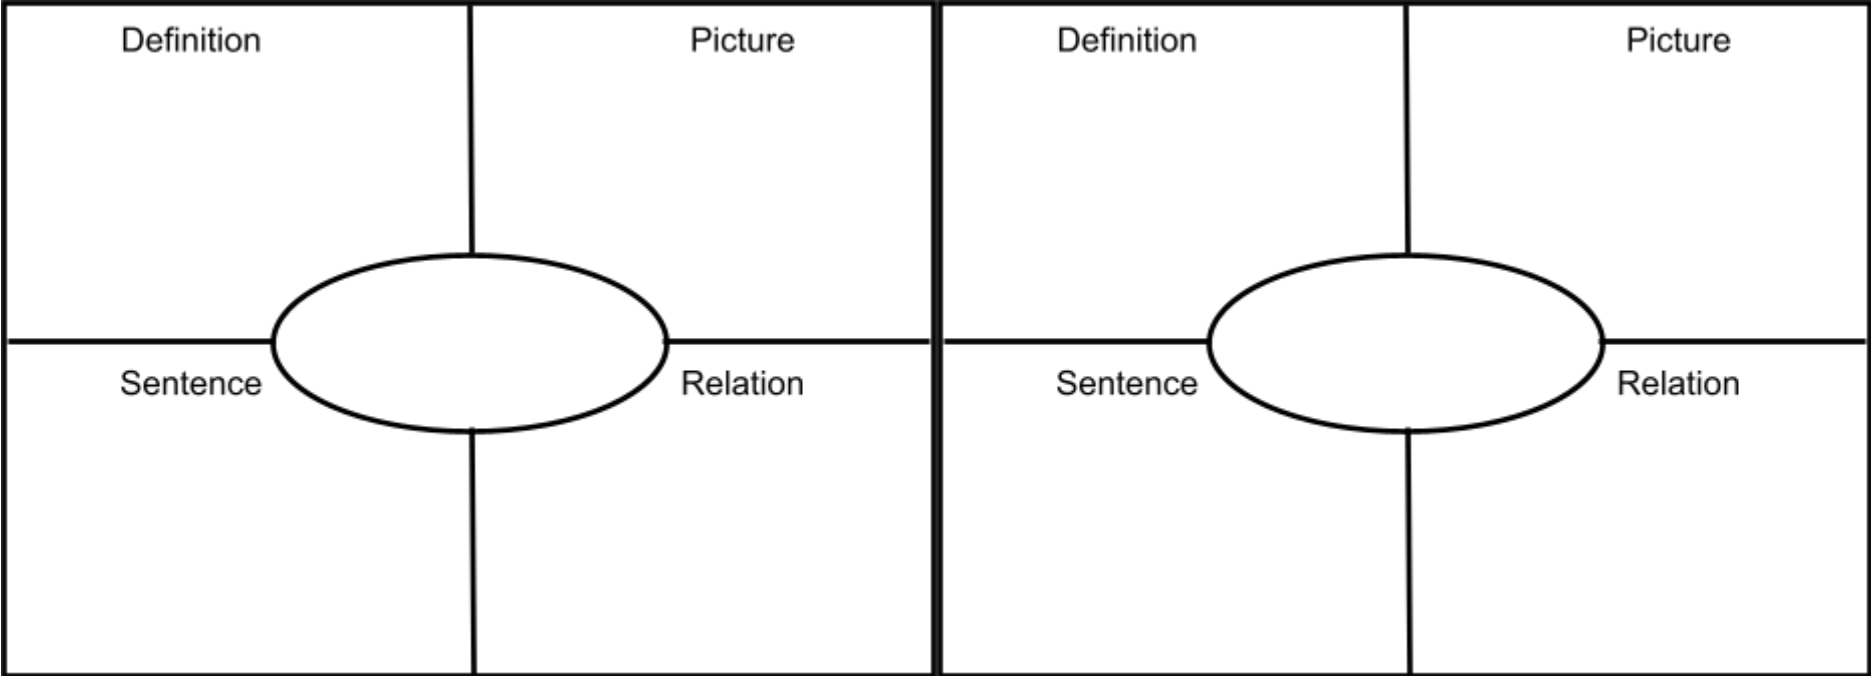 Definition
Picture
Sentence
Relation
Definition
Picture
Sentence
Relation